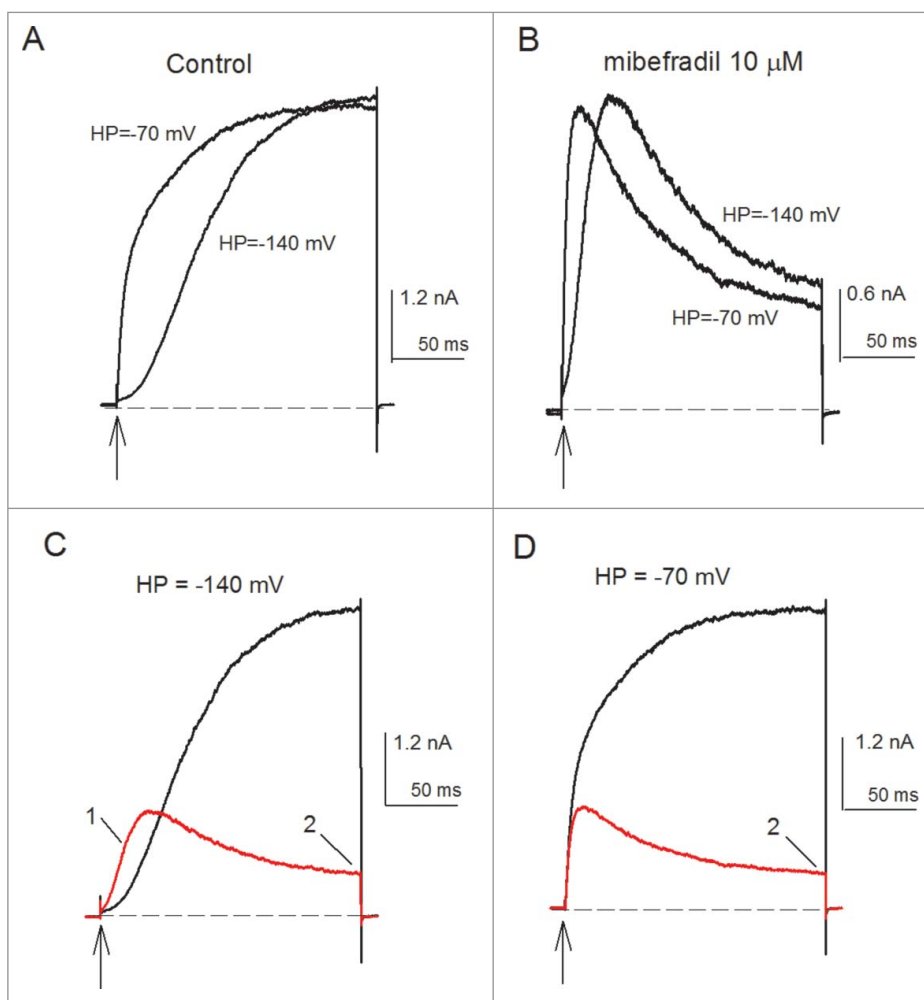 A
Control
HP=-70 mV
HP=-140 mV
1.2 nA
50 ms
B
mibefradil 10 μM
HP=-140 mV
HP=-70 mV
0.6 nA
50 ms
C
HP = -140 mV
1
2
1.2 nA
50 ms
D
HP = -70 mV
2
1.2 nA
50 ms